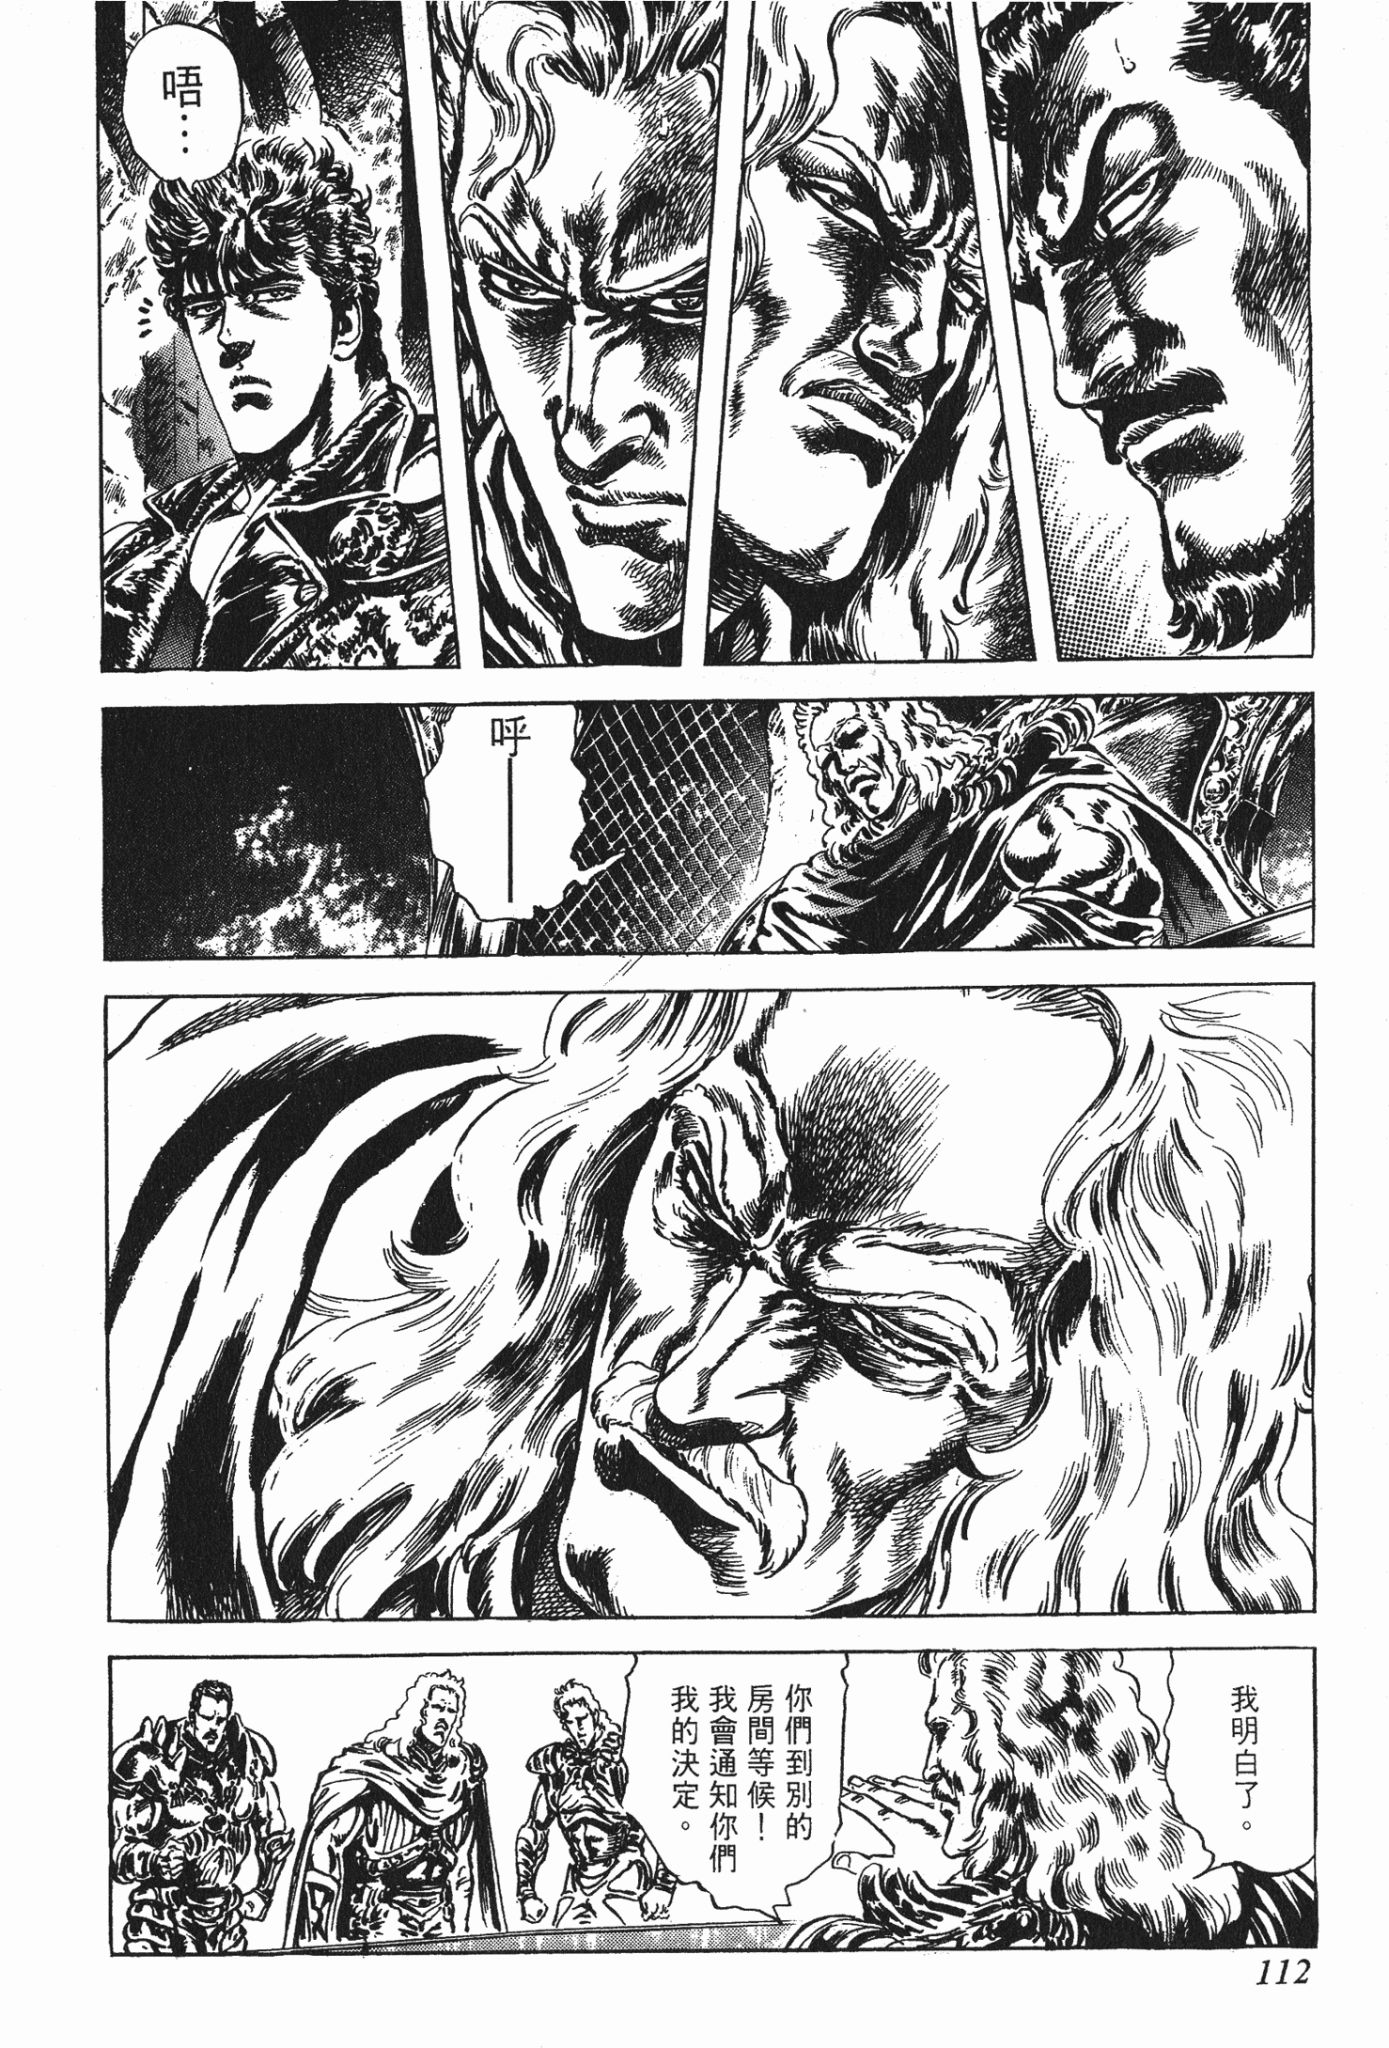 唔⋯⋯
呼——
我明白了。
你們到別的
房間等候！
我會通知你們
我的決定。
112